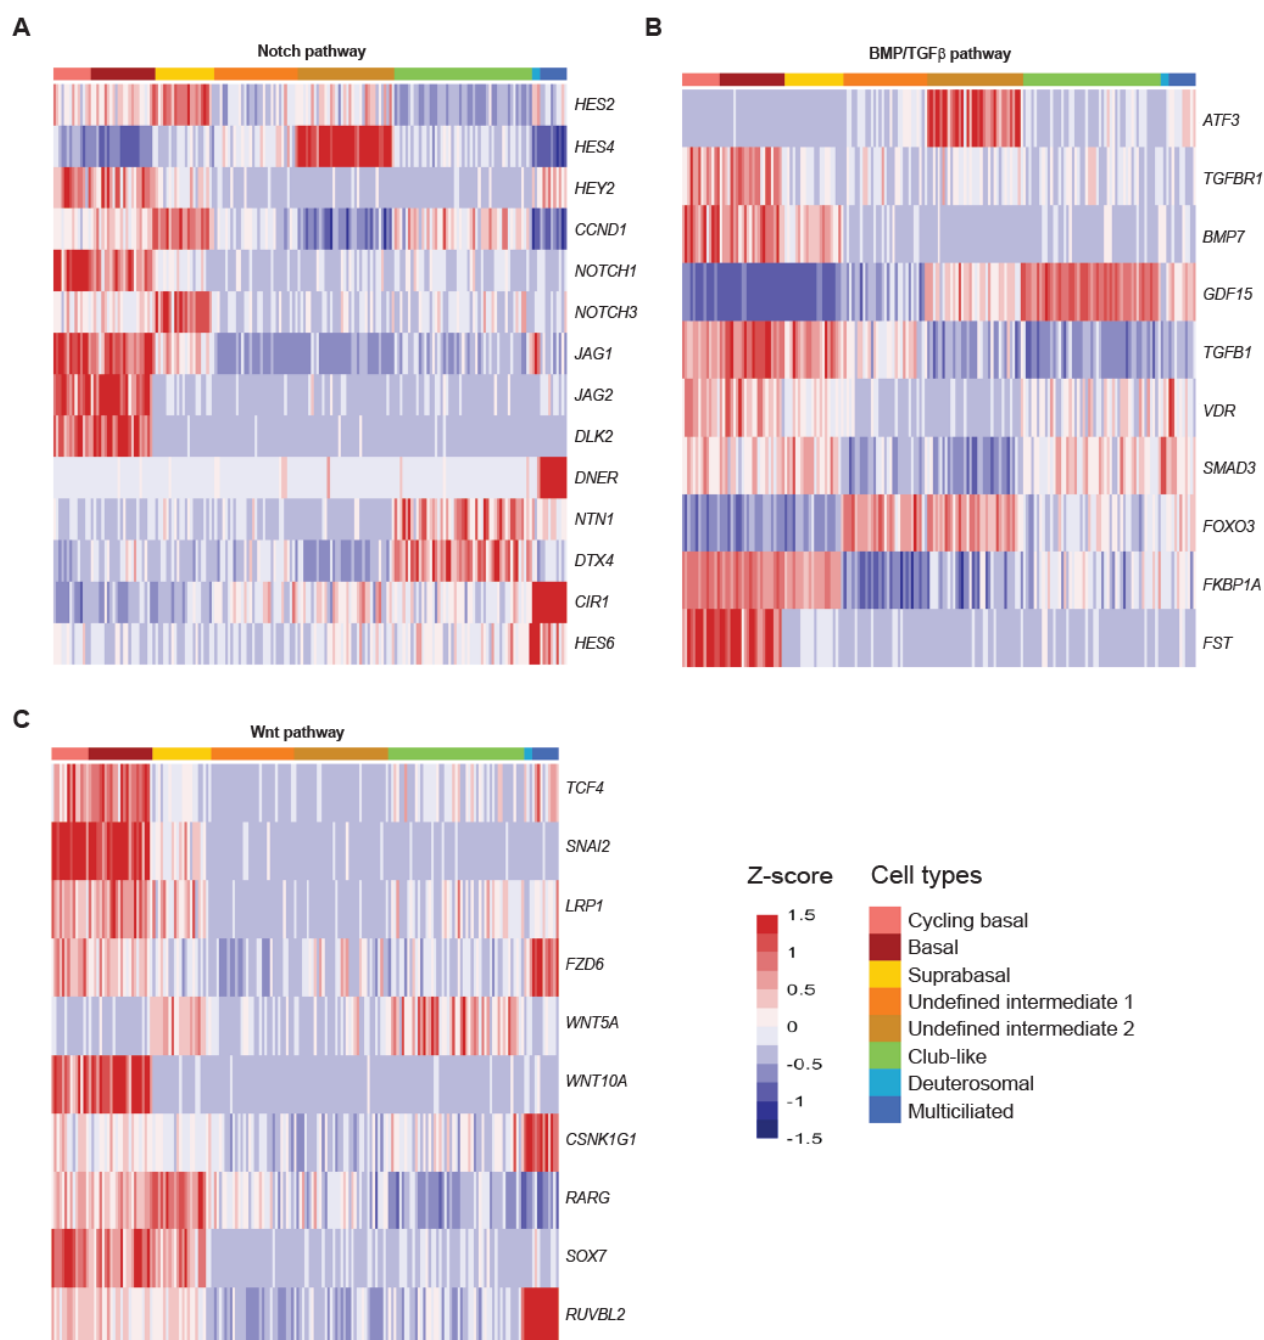 A
Notch pathway
HES2
HES4
HEY2
CCND1
NOTCH1
NOTCH3
JAG1
JAG2
DLK2
DNER
NTN1
DTX4
CIR1
HES6
B
BMP/TGFβ pathway
ATF3
TGFBR1
BMP7
GDF15
TGFB1
VDR
SMAD3
FOXO3
FKBP1A
FST
C
Wnt pathway
TCF4
SNAI2
LRP1
FZD6
WNT5A
WNT10A
CSNK1G1
RARG
SOX7
RUVBL2
Z-score
1.5
1
0.5
0
-0.5
-1
-1.5
Cell types
Cycling basal
Basal
Suprabasal
Undefined intermediate 1
Undefined intermediate 2
Club-like
Deuterosomal
Multiciliated